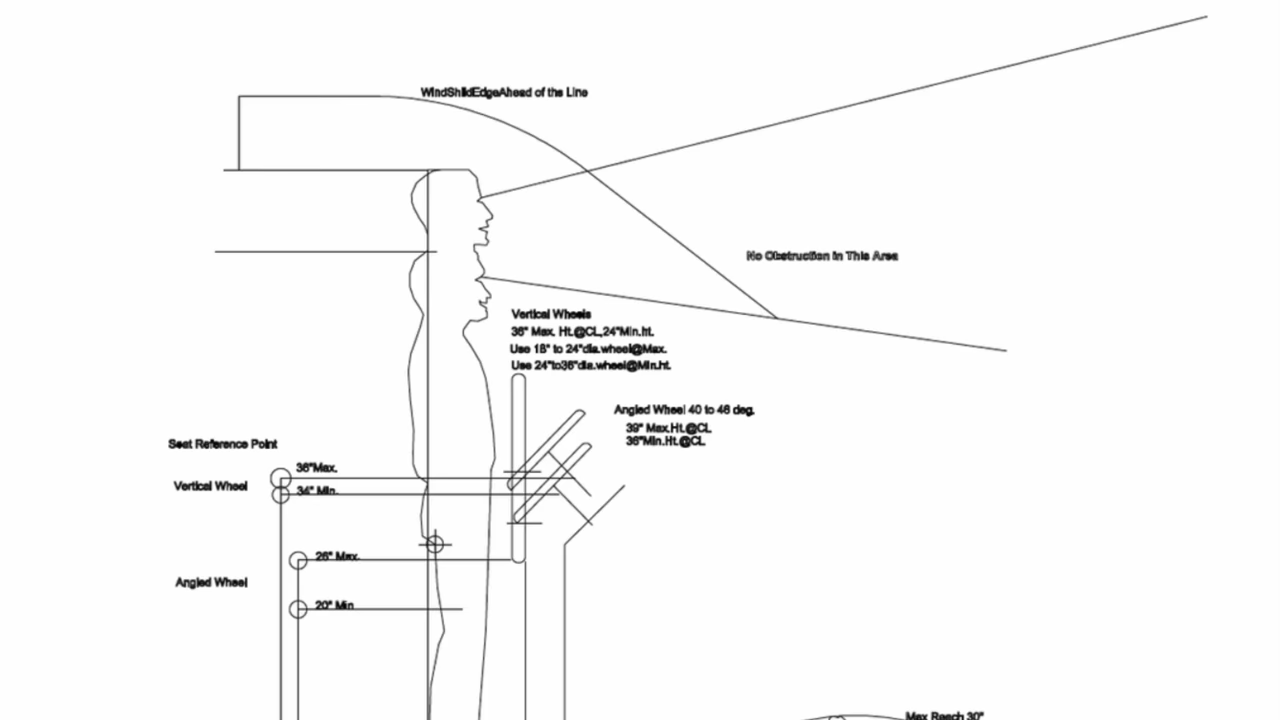 WindShildEdgeAhead of the Line
No Obstruction in This Area
Vertical Wheels
36" Max. Ht.@CL,24"Min.ht.
Use 18" to 24"dia.wheel@Max.
Use 24"to36"dia.wheel@Min.ht.
Angled Wheel 40 to 46 deg.
39" Max.Ht.@CL
36"Min.Ht.@CL
Seat Reference Point
36"Max.
Vertical Wheel
34" Min.
26" Max.
Angled Wheel
20" Min
Max Reach 30"